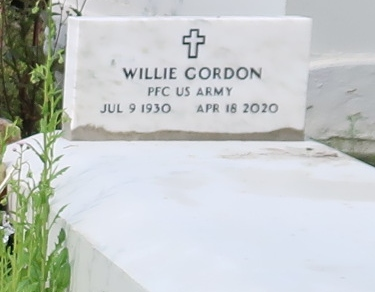 WILLIE GORDON
PFC US ARMY
JUL 9 1930 APR 18 2020